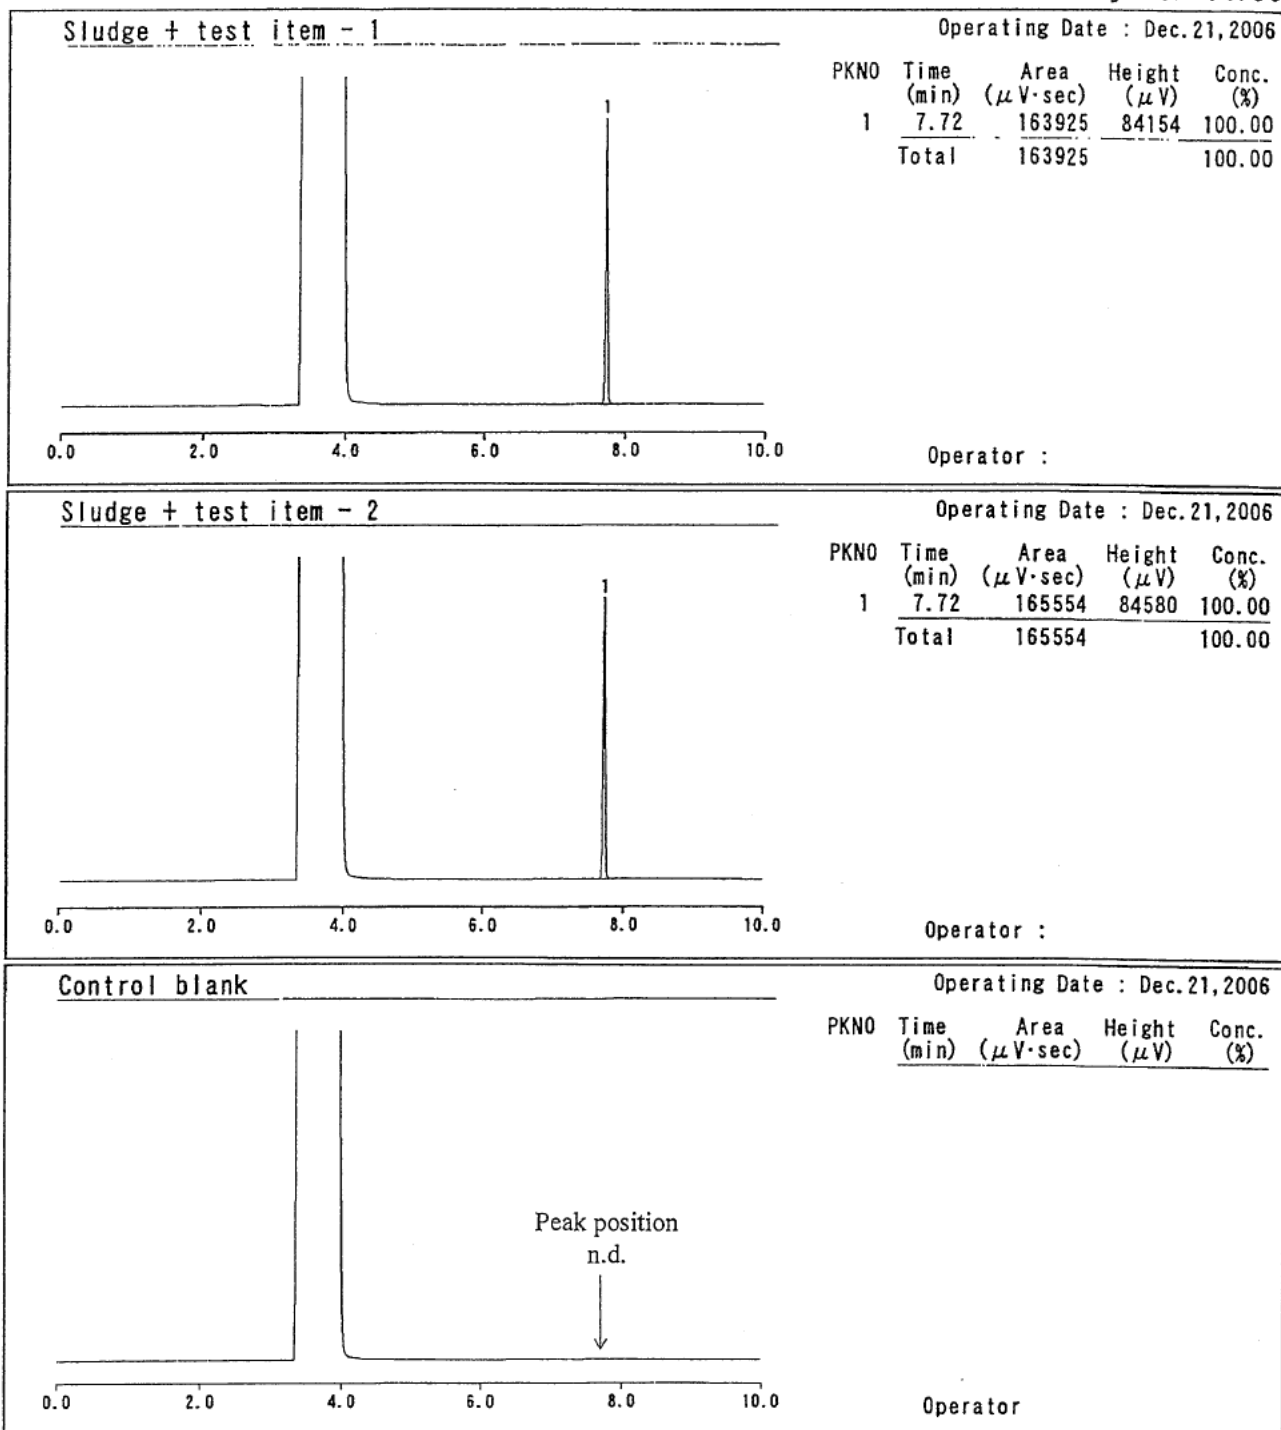 Sludge + test item - 1
Operating Date : Dec.21,2006
PKNO Time Area Height Conc.
(min) (μV·sec) (μV) (%)
1 7.72 163925 84154 100.00
Total 163925 100.00
1
0.0 2.0 4.0 6.0 8.0 10.0
Operator :
Sludge + test item - 2
Operating Date : Dec.21,2006
PKNO Time Area Height Conc.
(min) (μV·sec) (μV) (%)
1 7.72 165554 84580 100.00
Total 165554 100.00
1
0.0 2.0 4.0 6.0 8.0 10.0
Operator :
Control blank
Operating Date : Dec.21,2006
PKNO Time Area Height Conc.
(min) (μV·sec) (μV) (%)
Peak position
n.d.
0.0 2.0 4.0 6.0 8.0 10.0
Operator